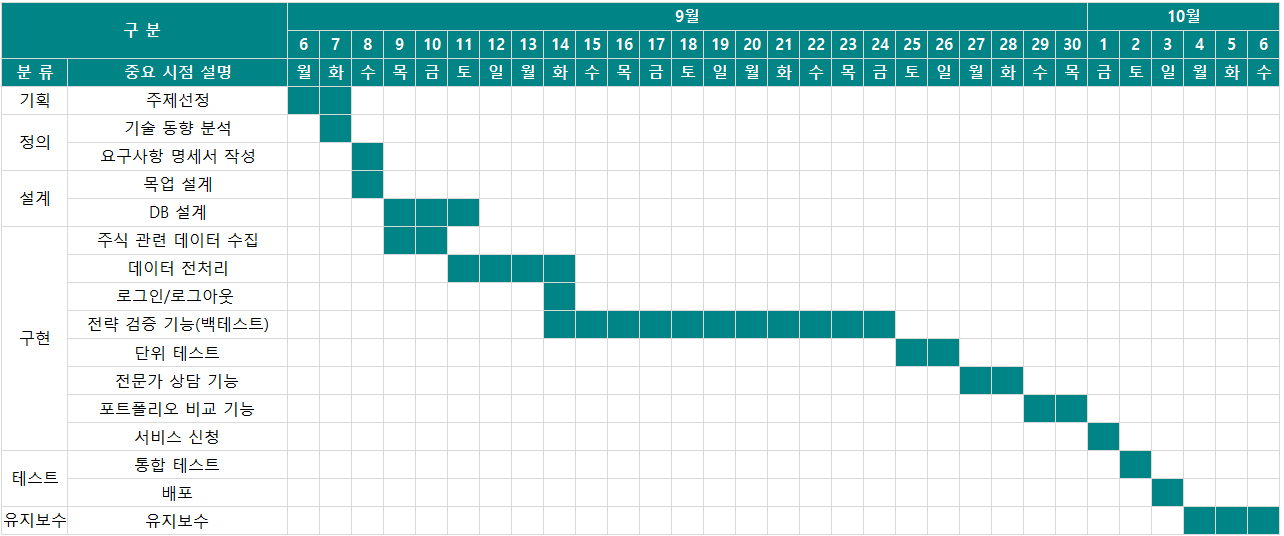 구 분 9월 10월
6 7 8 9 10 11 12 13 14 15 16 17 18 19 20 21 22 23 24 25 26 27 28 29 30 1 2 3 4 5 6
분 류 중요 시점 설명 월 화 수 목 금 토 일 월 화 수 목 금 토 일 월 화 수 목 금 토 일 월 화 수 목 금 토 일 월 화 수
기획 주제선정
정의 기술 동향 분석
요구사항 명세서 작성
설계 목업 설계
DB 설계
구현 주식 관련 데이터 수집
데이터 전처리
로그인/로그아웃
전략 검증 기능(백테스트)
단위 테스트
전문가 상담 기능
포트폴리오 비교 기능
서비스 신청
테스트 통합 테스트
배포
유지보수 유지보수